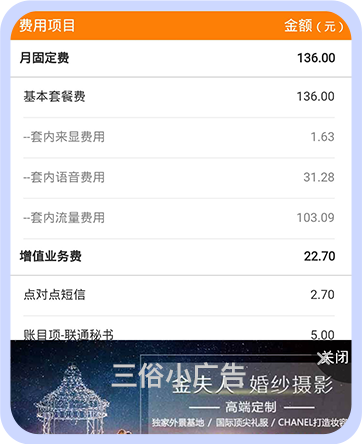 费用项目 金额（元）
月固定费 136.00
基本套餐费 136.00
--套内来显费用 1.63
--套内语音费用 31.28
--套内流量费用 103.09
增值业务费 22.70
点对点短信 2.70
账目项-联通秘书 5.00
关闭
三俗小广告
金夫人 婚纱摄影
高端定制
独家外景基地 / 国际顶尖礼服 / CHANEL打造妆容